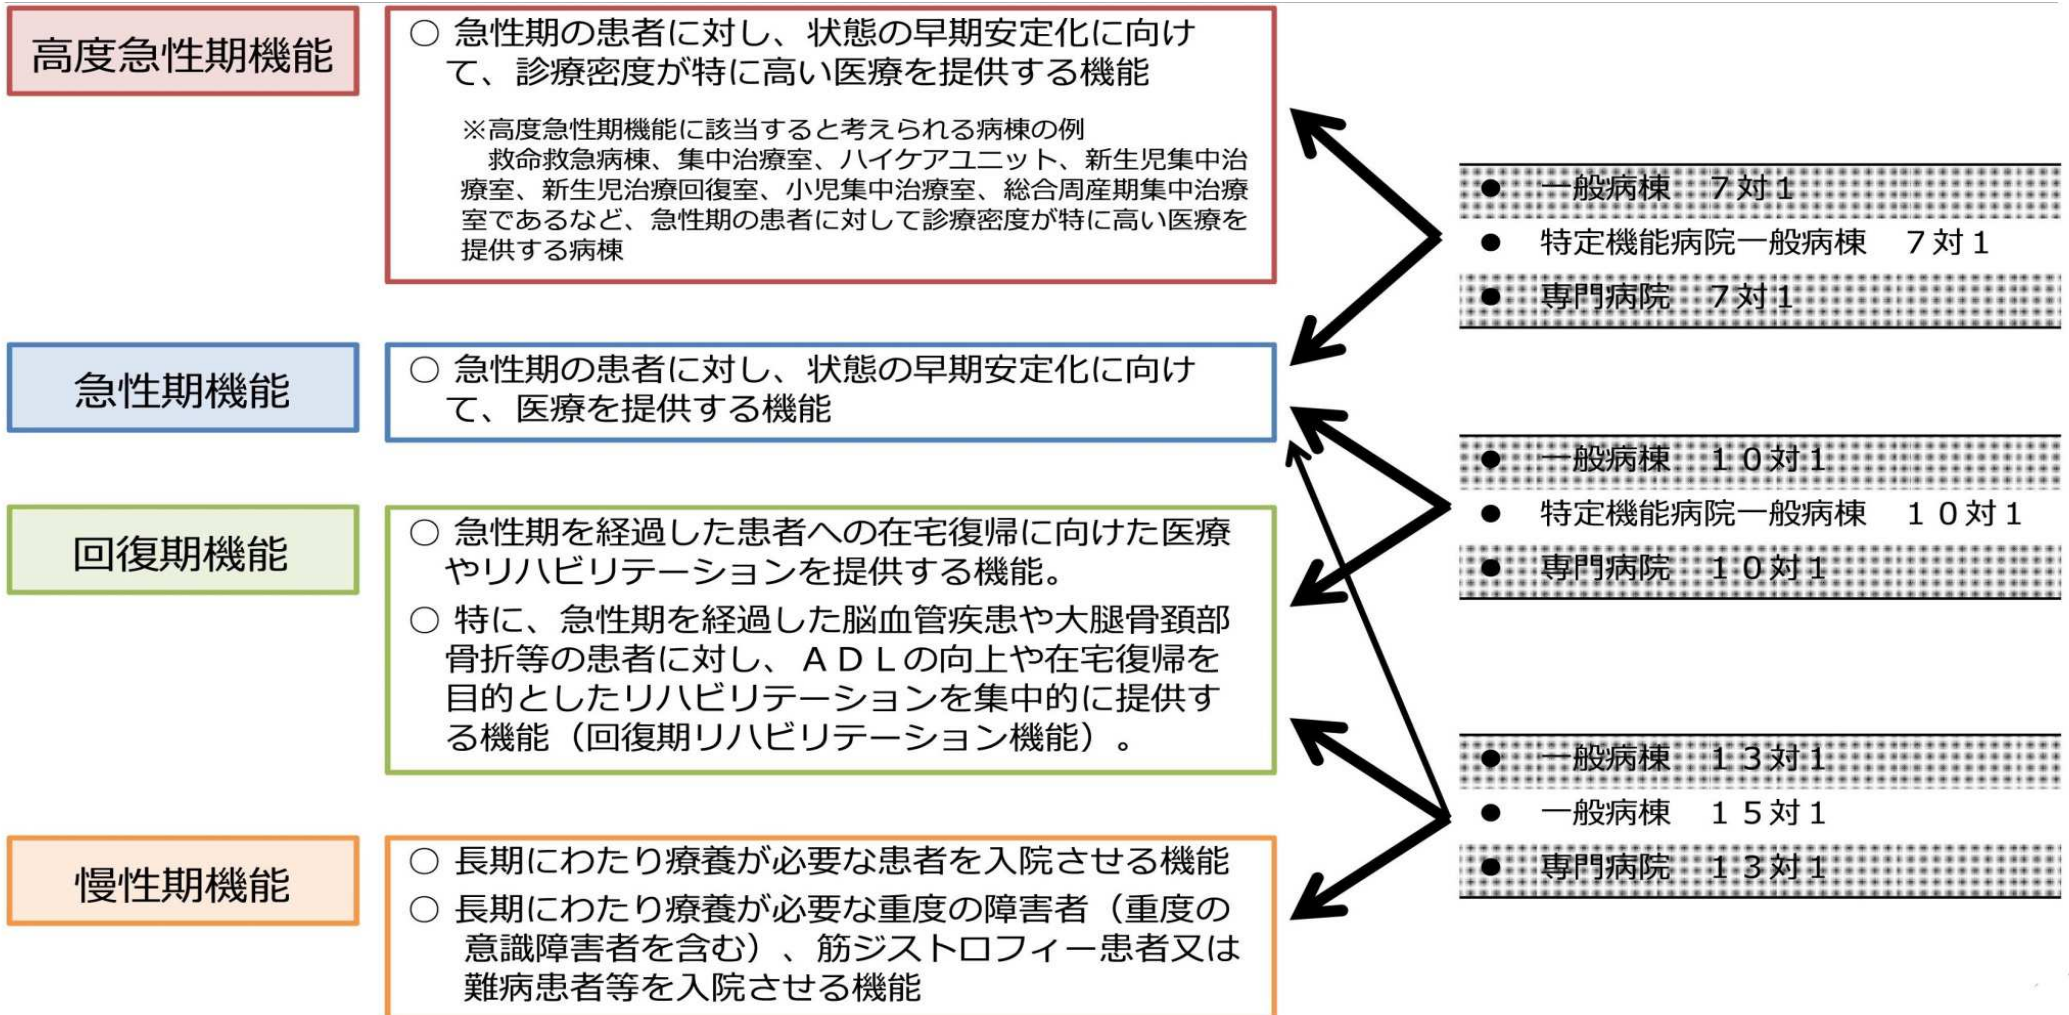 高度急性期機能
○ 急性期の患者に対し、状態の早期安定化に向け
て、診療密度が特に高い医療を提供する機能
※高度急性期機能に該当すると考えられる病棟の例
救命救急病棟、集中治療室、ハイケアユニット、新生児集中治
療室、新生児治療回復室、小児集中治療室、総合周産期集中治療
室であるなど、急性期の患者に対して診療密度が特に高い医療を
提供する病棟
急性期機能
○ 急性期の患者に対し、状態の早期安定化に向け
て、医療を提供する機能
回復期機能
○ 急性期を経過した患者への在宅復帰に向けた医療
やリハビリテーションを提供する機能。
○ 特に、急性期を経過した脳血管疾患や大腿骨頚部
骨折等の患者に対し、ＡＤＬの向上や在宅復帰を
目的としたリハビリテーションを集中的に提供す
る機能（回復期リハビリテーション機能）。
慢性期機能
○ 長期にわたり療養が必要な患者を入院させる機能
○ 長期にわたり療養が必要な重度の障害者（重度の
意識障害者を含む）、筋ジストロフィー患者又は
難病患者等を入院させる機能
● 一般病棟　７対１
● 特定機能病院一般病棟　７対１
● 専門病院　７対１
● 一般病棟　１０対１
● 特定機能病院一般病棟　１０対１
● 専門病院　１０対１
● 一般病棟　１３対１
● 一般病棟　１５対１
● 専門病院　１３対１